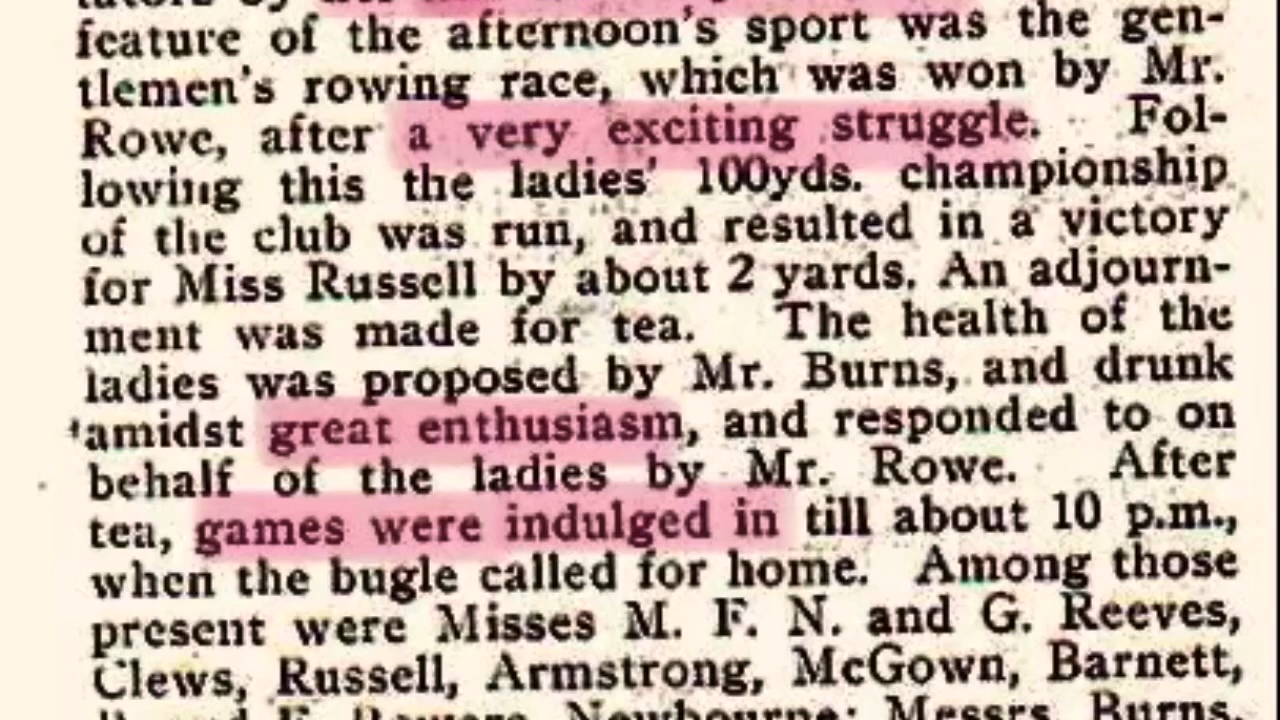 feature of the afternoon's sport was the gen-
tlemen's rowing race, which was won by Mr.
Rowe, after a very exciting struggle. Fol-
lowing this the ladies' 100yds. championship
of the club was run, and resulted in a victory
for Miss Russell by about 2 yards. An adjourn-
ment was made for tea. The health of the
ladies was proposed by Mr. Burns, and drunk
amidst great enthusiasm, and responded to on
behalf of the ladies by Mr. Rowe. After
tea, games were indulged in till about 10 p.m.,
when the bugle called for home. Among those
present were Misses M. F. N. and G. Reeves,
Clews, Russell, Armstrong, McGown, Barnett,
and F. Newbourne; Messrs. Burns,